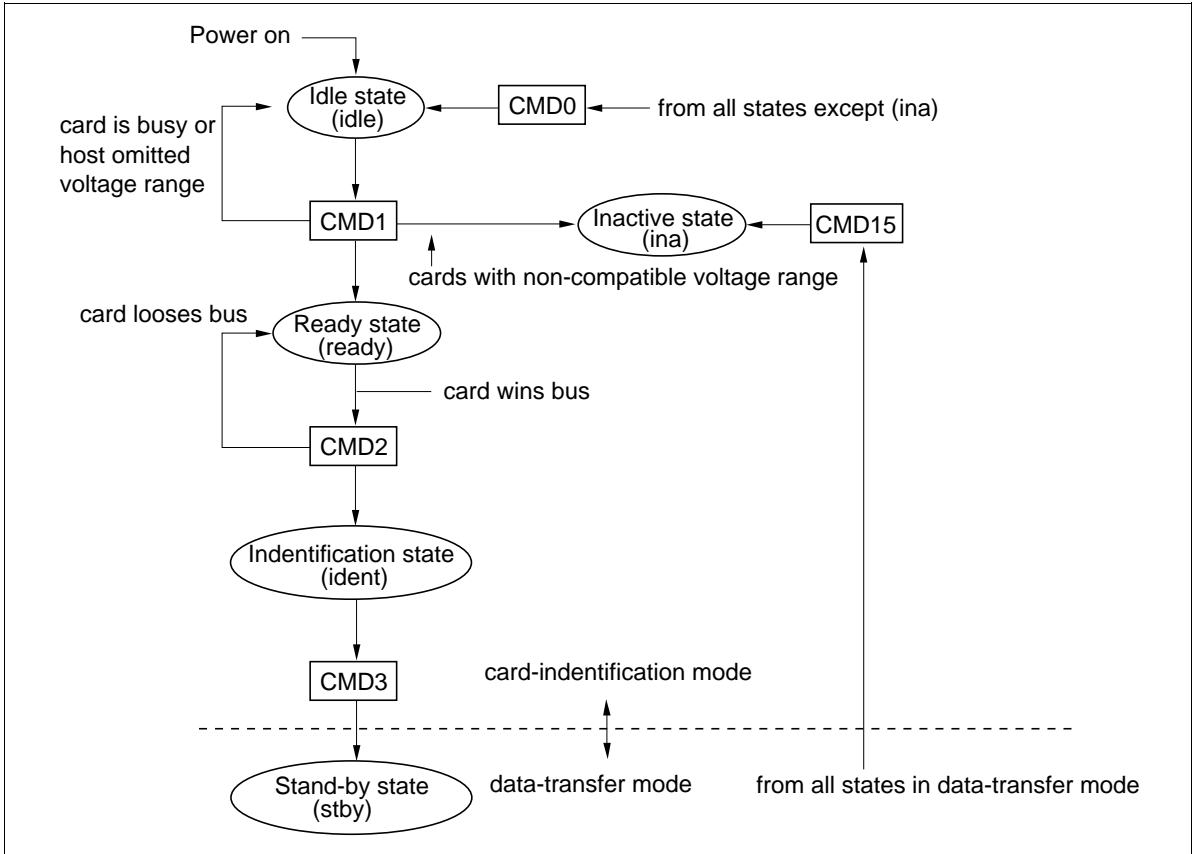 Power on
Idle state
(idle)
CMD0
from all states except (ina)
card is busy or
host omitted
voltage range
CMD1
Inactive state
(ina)
CMD15
cards with non-compatible voltage range
card looses bus
Ready state
(ready)
card wins bus
CMD2
Indentification state
(ident)
CMD3
card-indentification mode
Stand-by state
(stby)
data-transfer mode
from all states in data-transfer mode